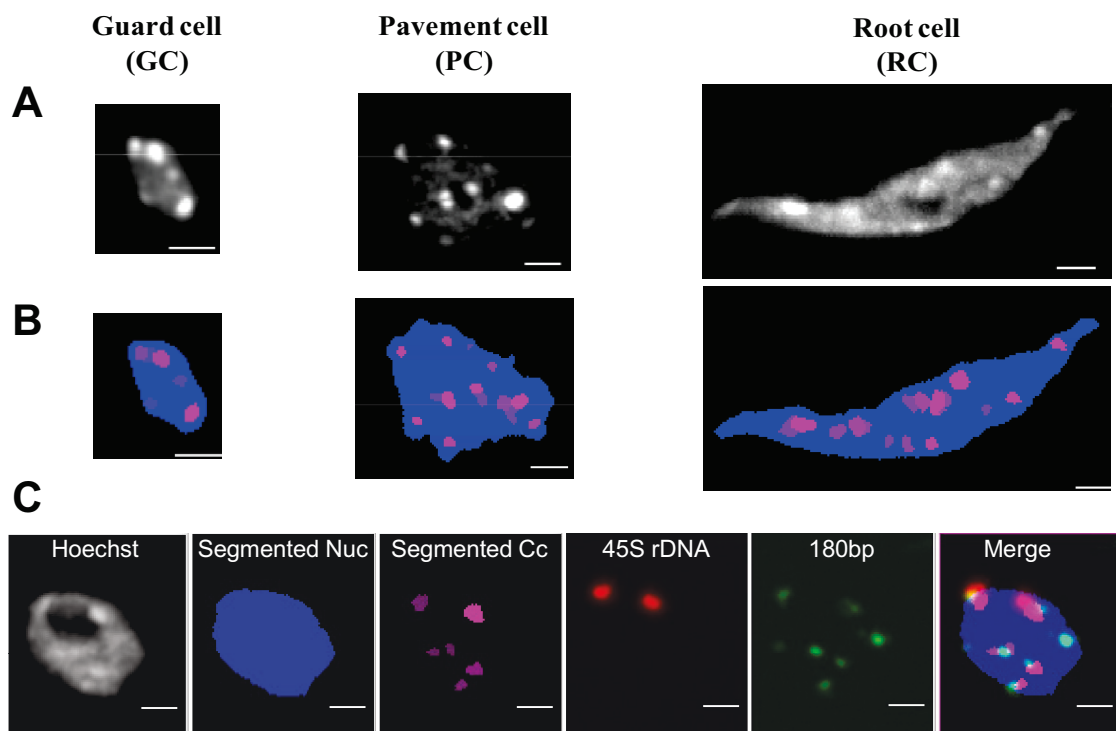 Guard cell
(GC)
Pavement cell
(PC)
Root cell
(RC)
A
B
C
Hoechst
Segmented Nuc
Segmented Cc
45S rDNA
180bp
Merge